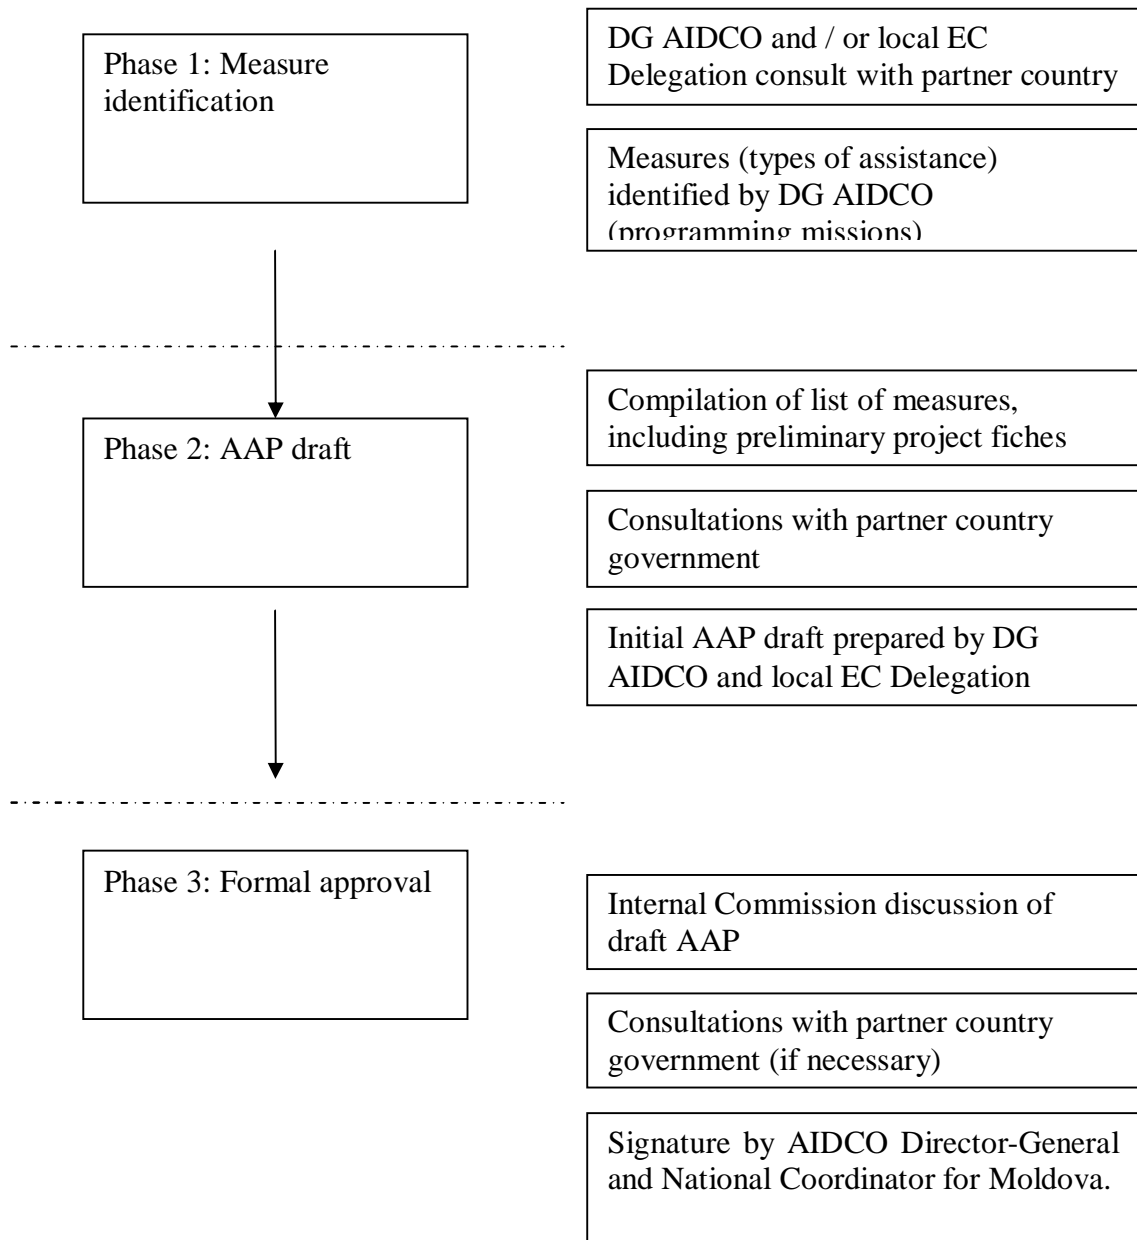 Phase 1: Measure
identification
DG AIDCO and / or local EC
Delegation consult with partner country
Measures (types of assistance)
identified by DG AIDCO
(programming missions)
Phase 2: AAP draft
Compilation of list of measures,
including preliminary project fiches
Consultations with partner country
government
Initial AAP draft prepared by DG
AIDCO and local EC Delegation
Phase 3: Formal approval
Internal Commission discussion of
draft AAP
Consultations with partner country
government (if necessary)
Signature by AIDCO Director-General
and National Coordinator for Moldova.